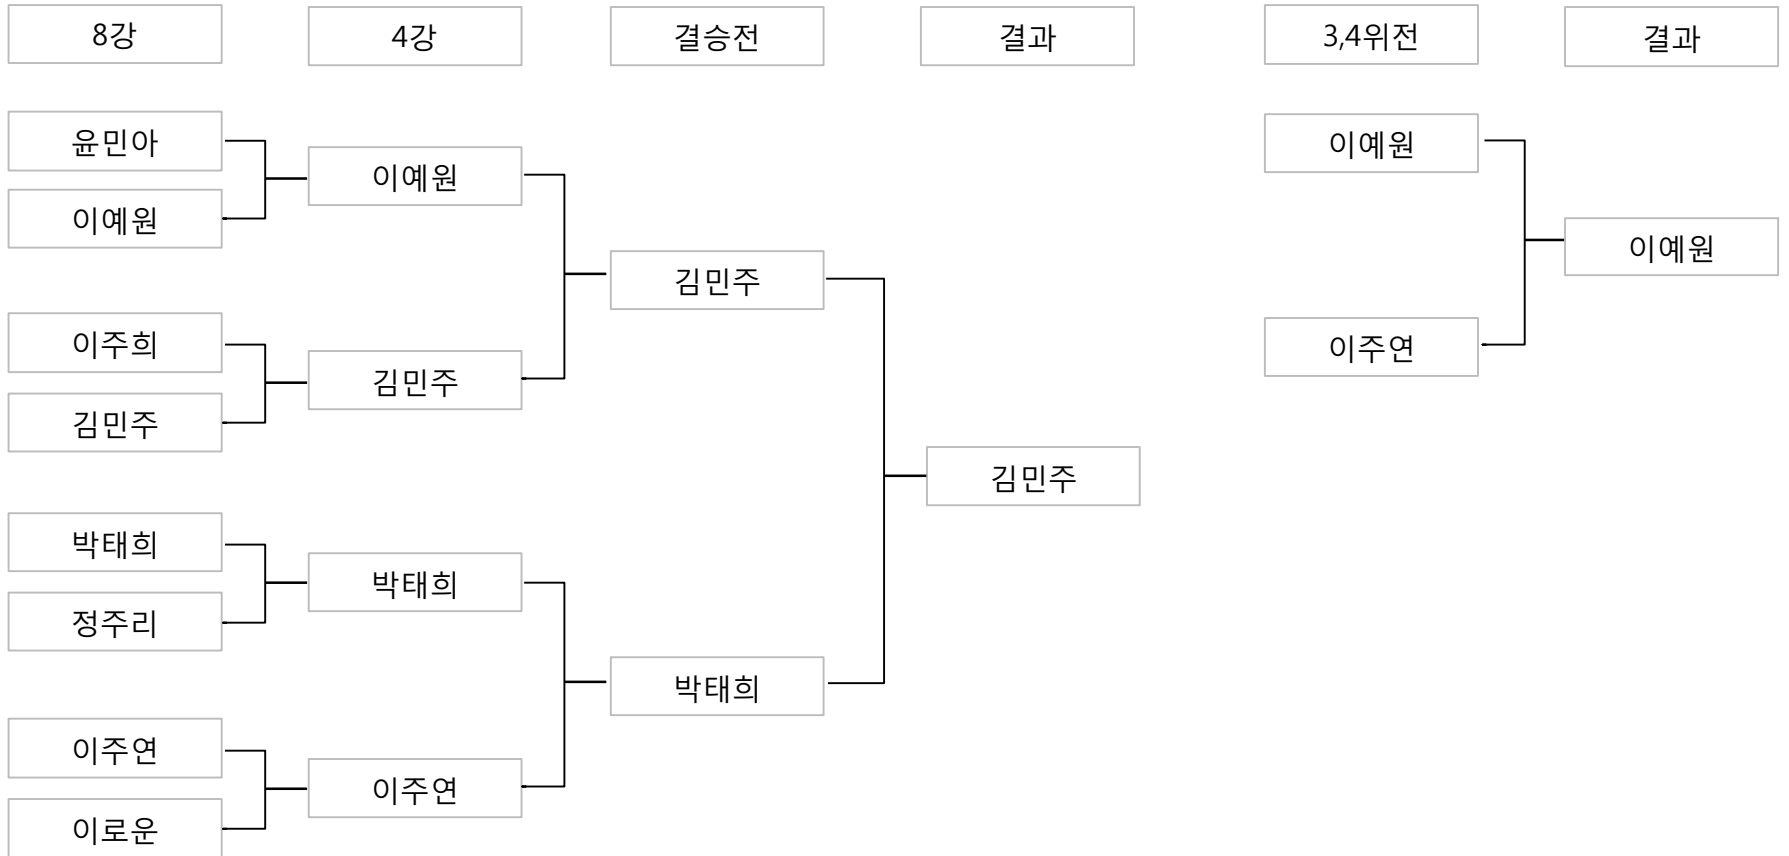 8강
4강
결승전
결과
3,4위전
결과
윤민아
이예원
이주희
김민주
박태희
정주리
이주연
이로운
이예원
김민주
박태희
이주연
김민주
박태희
김민주
이예원
이주연
이예원